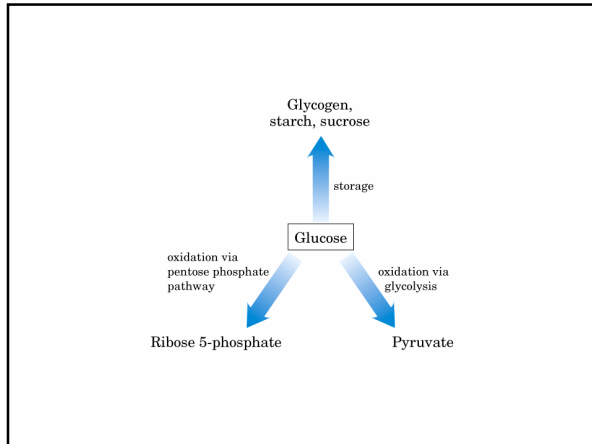 Glycogen,
starch, sucrose
storage
Glucose
oxidation via
pentose phosphate
pathway
oxidation via
glycolysis
Ribose 5-phosphate
Pyruvate